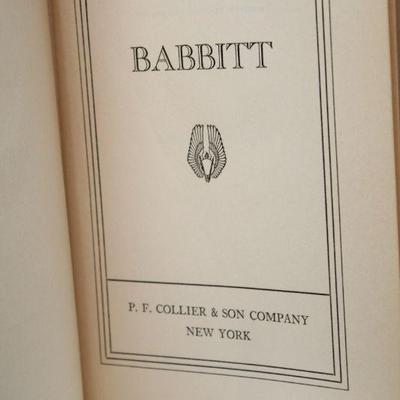 BABBITT
P. F. COLLIER & SON COMPANY
NEW YORK